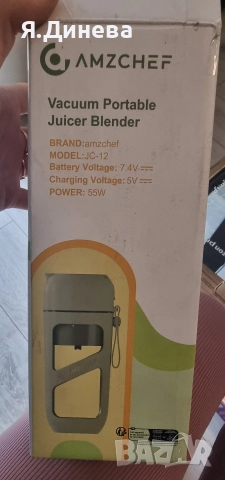 Я.Динева
AMZCHEF
Vacuum Portable
Juicer Blender
BRAND:amzchef
MODEL:JC-12
Battery Voltage: 7.4V
Charging Voltage: 5V
POWER: 55W
BAZAR